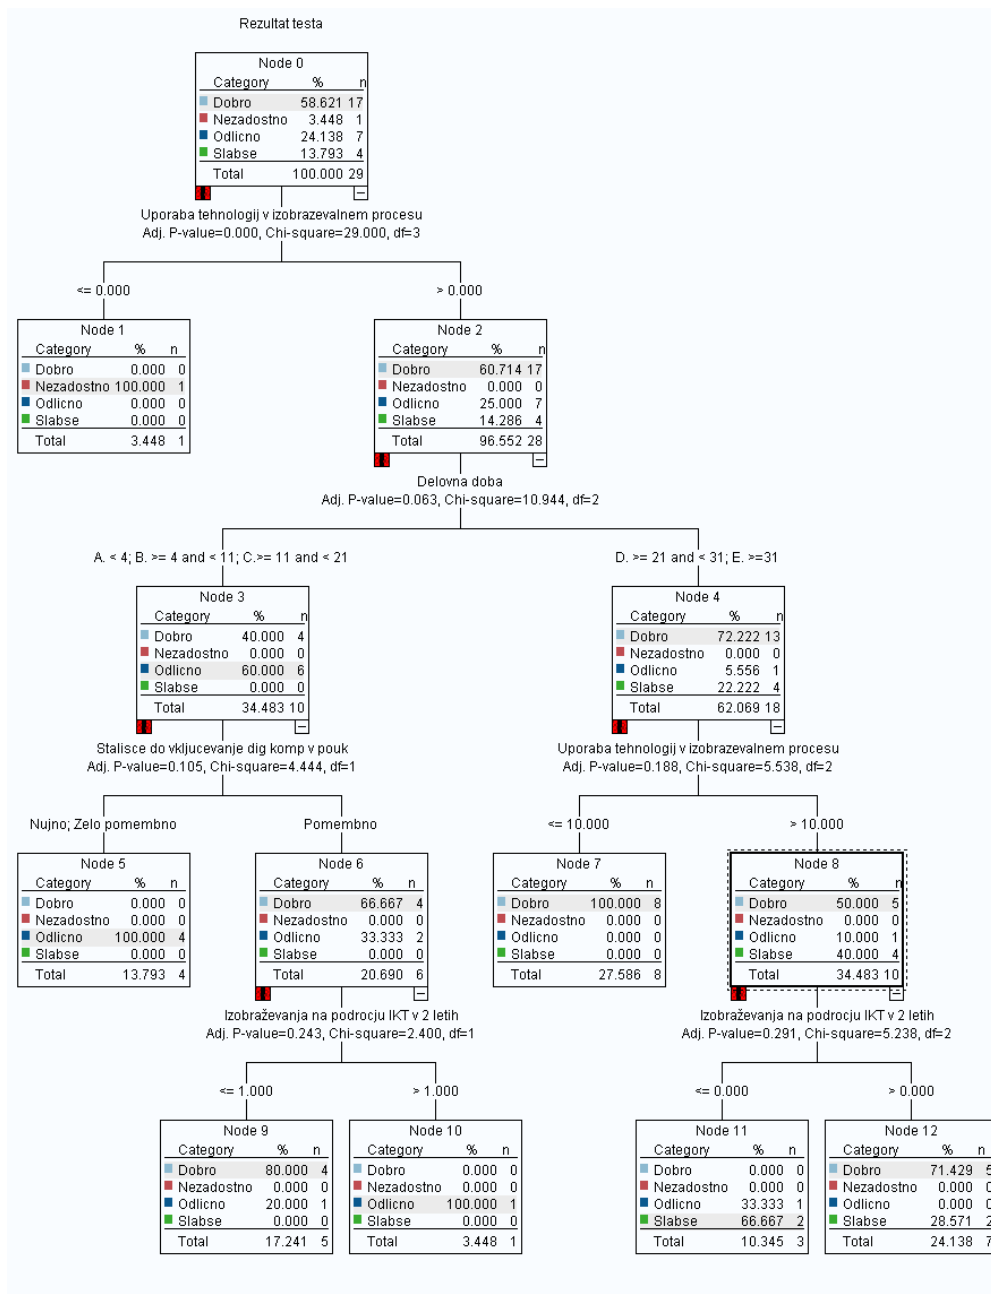 Rezultat testa
Node 0
Category % n
Dobro 58.621 17
Nezadostno 3.448 1
Odlicno 24.138 7
Slabse 13.793 4
Total 100.000 29
Uporaba tehnologij v izobrazevalnem procesu
Adj. P-value=0.000, Chi-square=29.000, df=3
<= 0.000
> 0.000
Node 1
Category % n
Dobro 0.000 0
Nezadostno 100.000 1
Odlicno 0.000 0
Slabse 0.000 0
Total 3.448 1
Node 2
Category % n
Dobro 60.714 17
Nezadostno 0.000 0
Odlicno 25.000 7
Slabse 14.286 4
Total 96.552 28
Delovna doba
Adj. P-value=0.063, Chi-square=10.944, df=2
A. < 4; B. >= 4 and < 11; C.>= 11 and < 21
D. >= 21 and < 31; E. >=31
Node 3
Category % n
Dobro 40.000 4
Nezadostno 0.000 0
Odlicno 60.000 6
Slabse 0.000 0
Total 34.483 10
Node 4
Category % n
Dobro 72.222 13
Nezadostno 0.000 0
Odlicno 5.556 1
Slabse 22.222 4
Total 62.069 18
Stalisce do vkljucevanje dig komp v pouk
Adj. P-value=0.105, Chi-square=4.444, df=1
Uporaba tehnologij v izobrazevalnem procesu
Adj. P-value=0.188, Chi-square=5.538, df=2
Nujno; Zelo pomembno
Pomembno
<= 10.000
> 10.000
Node 5
Category % n
Dobro 0.000 0
Nezadostno 0.000 0
Odlicno 100.000 4
Slabse 0.000 0
Total 13.793 4
Node 6
Category % n
Dobro 66.667 4
Nezadostno 0.000 0
Odlicno 33.333 2
Slabse 0.000 0
Total 20.690 6
Node 7
Category % n
Dobro 100.000 8
Nezadostno 0.000 0
Odlicno 0.000 0
Slabse 0.000 0
Total 27.586 8
Node 8
Category % n
Dobro 50.000 5
Nezadostno 0.000 0
Odlicno 10.000 1
Slabse 40.000 4
Total 34.483 10
Izobraževanja na podrocju IKT v 2 letih
Adj. P-value=0.243, Chi-square=2.400, df=1
Izobraževanja na podrocju IKT v 2 letih
Adj. P-value=0.291, Chi-square=5.238, df=2
<= 1.000
> 1.000
<= 0.000
> 0.000
Node 9
Category % n
Dobro 80.000 4
Nezadostno 0.000 0
Odlicno 20.000 1
Slabse 0.000 0
Total 17.241 5
Node 10
Category % n
Dobro 0.000 0
Nezadostno 0.000 0
Odlicno 100.000 1
Slabse 0.000 0
Total 3.448 1
Node 11
Category % n
Dobro 0.000 0
Nezadostno 0.000 0
Odlicno 33.333 1
Slabse 66.667 2
Total 10.345 3
Node 12
Category % n
Dobro 71.429 5
Nezadostno 0.000 0
Odlicno 0.000 0
Slabse 28.571 2
Total 24.138 7